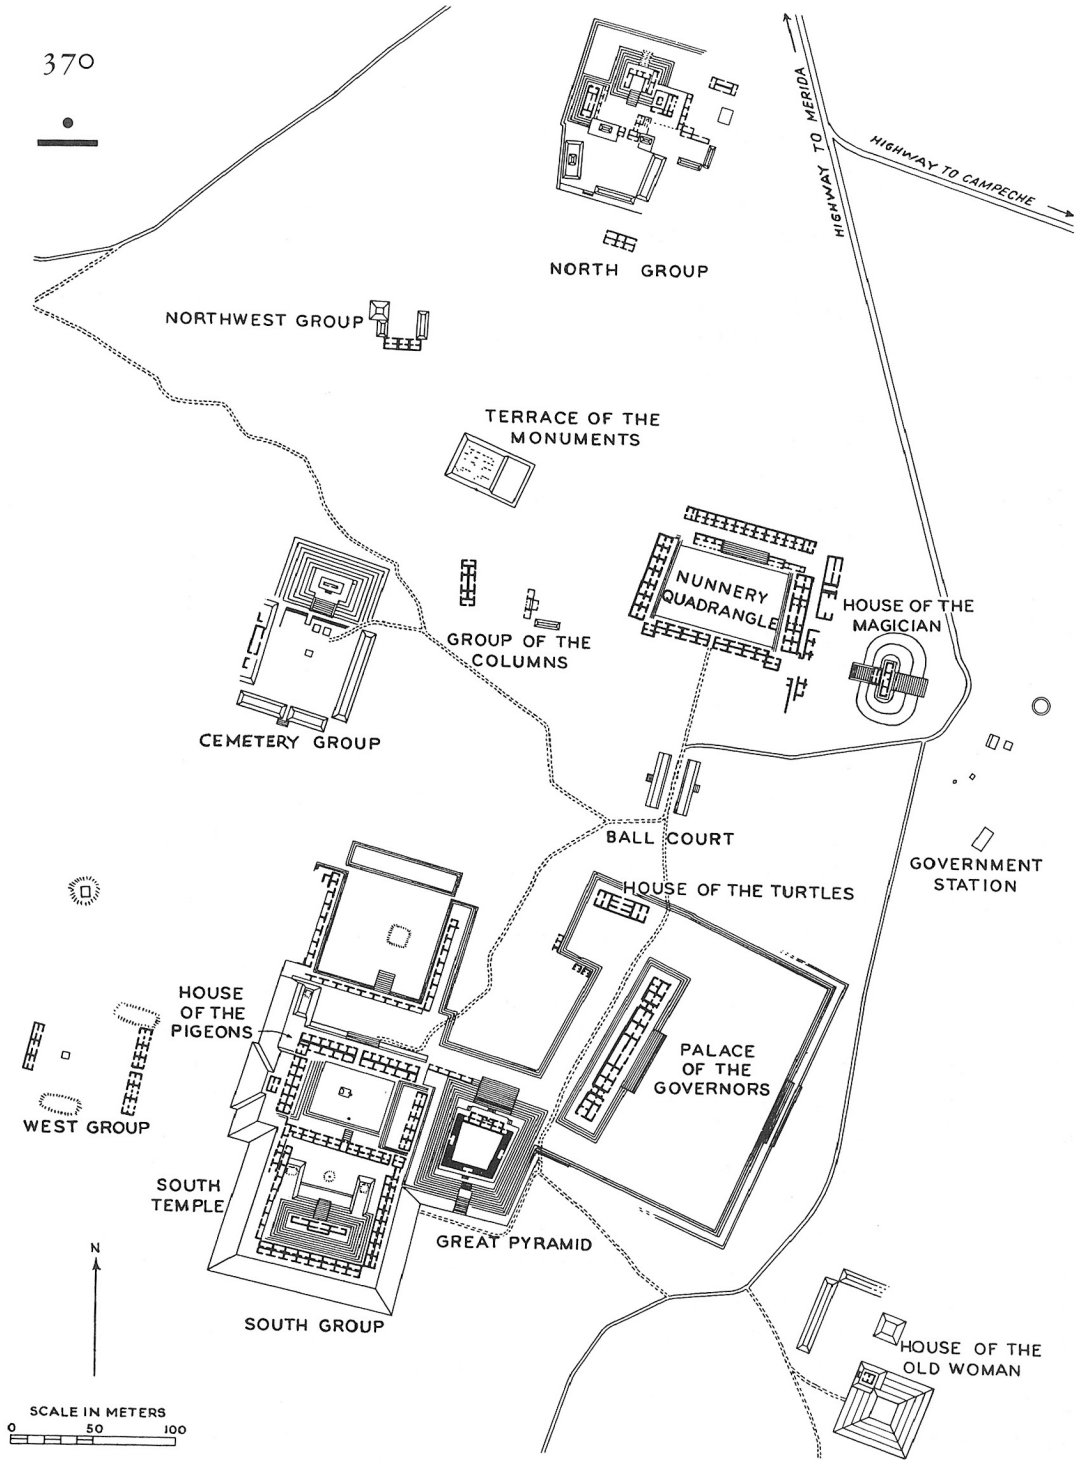 370
HIGHWAY TO MERIDA
HIGHWAY TO CAMPECHE
NORTH GROUP
NORTHWEST GROUP
TERRACE OF THE
MONUMENTS
NUNNERY
QUADRANGLE
HOUSE OF THE
MAGICIAN
GROUP OF THE
COLUMNS
CEMETERY GROUP
BALL COURT
GOVERNMENT
STATION
HOUSE OF THE TURTLES
HOUSE
OF THE
PIGEONS
PALACE
OF THE
GOVERNORS
WEST GROUP
SOUTH
TEMPLE
GREAT PYRAMID
N
SOUTH GROUP
HOUSE OF THE
OLD WOMAN
SCALE IN METERS
0 50 100